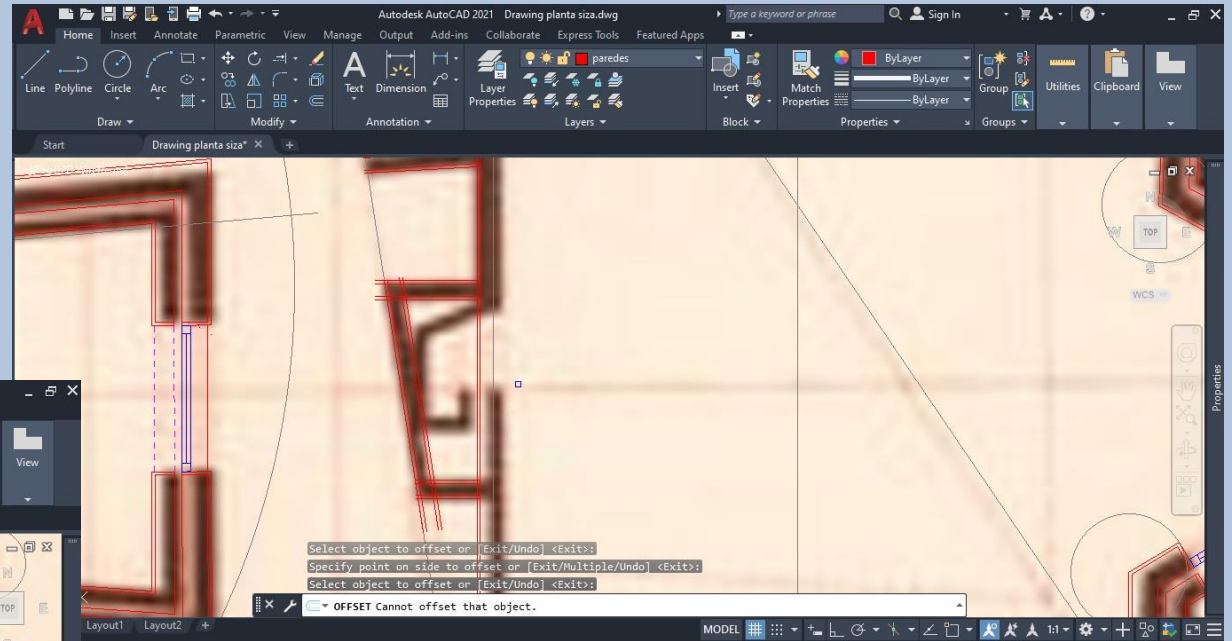 Autodesk AutoCAD 2021 Drawing planta siza.dwg
Type a keyword or phrase
Sign In
Home Insert Annotate Parametric View Manage Output Add-ins Collaborate Express Tools Featured Apps
paredes
ByLayer
ByLayer
ByLayer
Line Polyline Circle Arc
Text Dimension
Layer
Properties
Insert
Match
Properties
Group
Utilities
Clipboard
View
Draw
Modify
Annotation
Layers
Block
Properties
Groups
Start
Drawing planta siza*
N
W
TOP
E
S
WCS
Properties
View
N
TOP
E
Select object to offset or [Exit/Undo] <Exit>:
Specify point on side to offset or [Exit/Multiple/Undo] <Exit>:
Select object to offset or [Exit/Undo] <Exit>:
OFFSET Cannot offset that object.
Layout1 Layout2 +
MODEL
1:1